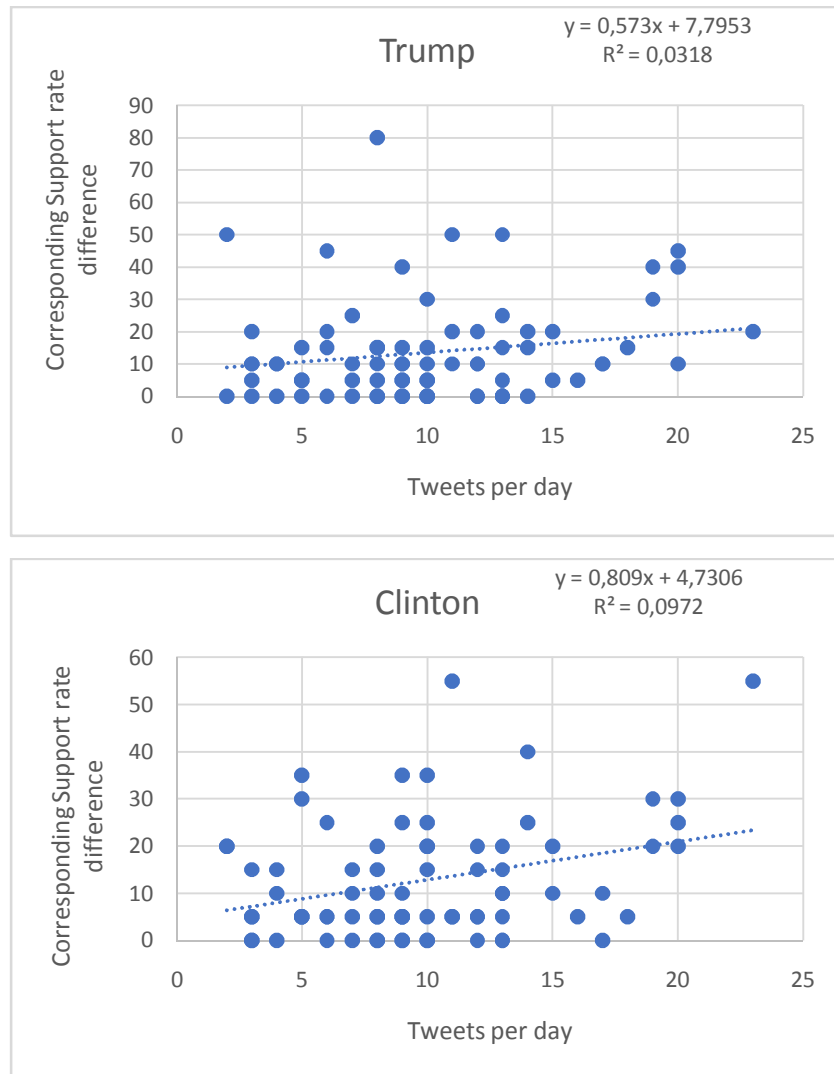 y = 0,573x + 7,7953
R² = 0,0318
Trump
Corresponding Support rate
difference
90
80
70
60
50
40
30
20
10
0
0 5 10 15 20 25
Tweets per day
y = 0,809x + 4,7306
R² = 0,0972
Clinton
Corresponding Support rate
difference
60
50
40
30
20
10
0
0 5 10 15 20 25
Tweets per day